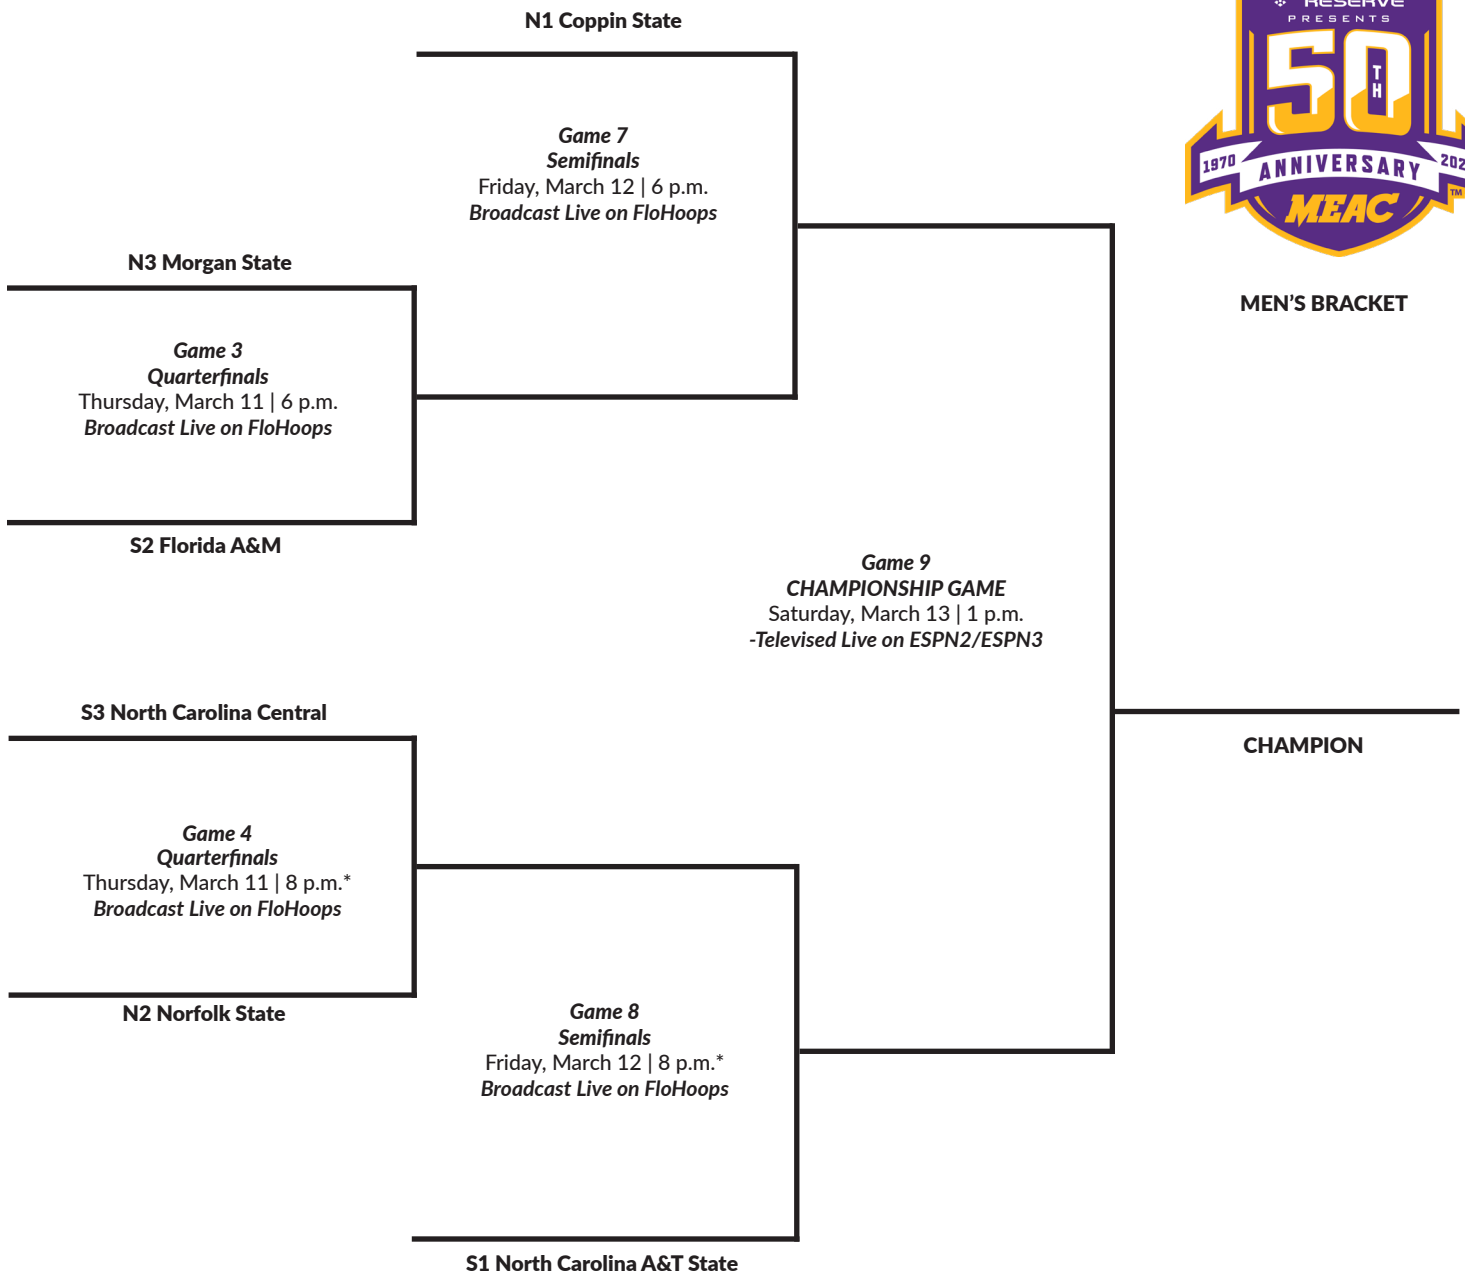 N1 Coppin State
RESERVE
PRESENTS
50
TH
1970
ANNIVERSARY
202
MEAC
TM
MEN'S BRACKET
Game 7
Semifinals
Friday, March 12 | 6 p.m.
Broadcast Live on FloHoops
N3 Morgan State
Game 3
Quarterfinals
Thursday, March 11 | 6 p.m.
Broadcast Live on FloHoops
S2 Florida A&M
Game 9
CHAMPIONSHIP GAME
Saturday, March 13 | 1 p.m.
-Televised Live on ESPN2/ESPN3
S3 North Carolina Central
CHAMPION
Game 4
Quarterfinals
Thursday, March 11 | 8 p.m.*
Broadcast Live on FloHoops
N2 Norfolk State
Game 8
Semifinals
Friday, March 12 | 8 p.m.*
Broadcast Live on FloHoops
S1 North Carolina A&T State